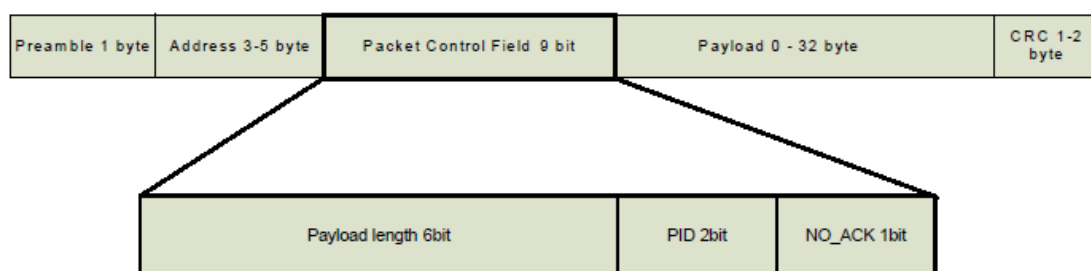 Preamble 1 byte
Address 3-5 byte
Packet Control Field 9 bit
Payload 0 - 32 byte
CRC 1-2
byte
Payload length 6bit
PID 2bit
NO_ACK 1bit